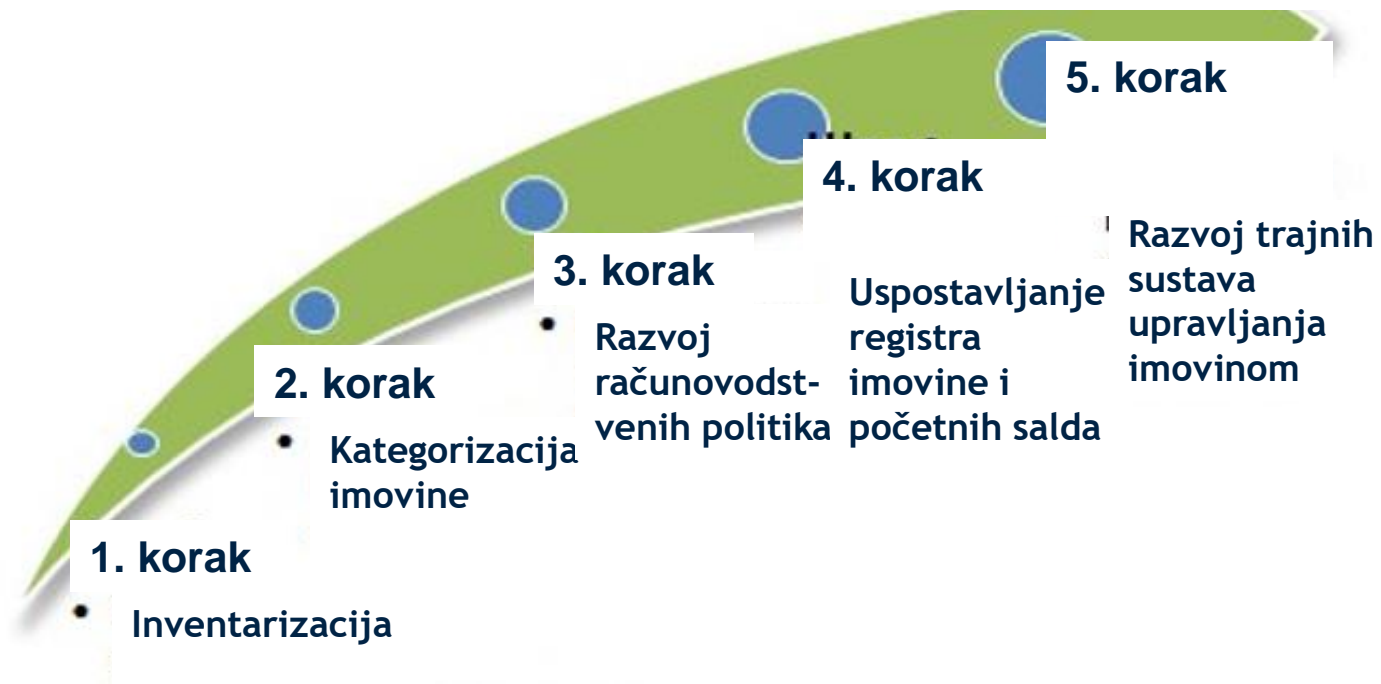 1. korak
Inventarizacija
2. korak
Kategorizacija
imovine
3. korak
Razvoj
računovodst-
venih politika
4. korak
Uspostavljanje
registra
imovine i
početnih salda
5. korak
Razvoj trajnih
sustava
upravljanja
imovinom